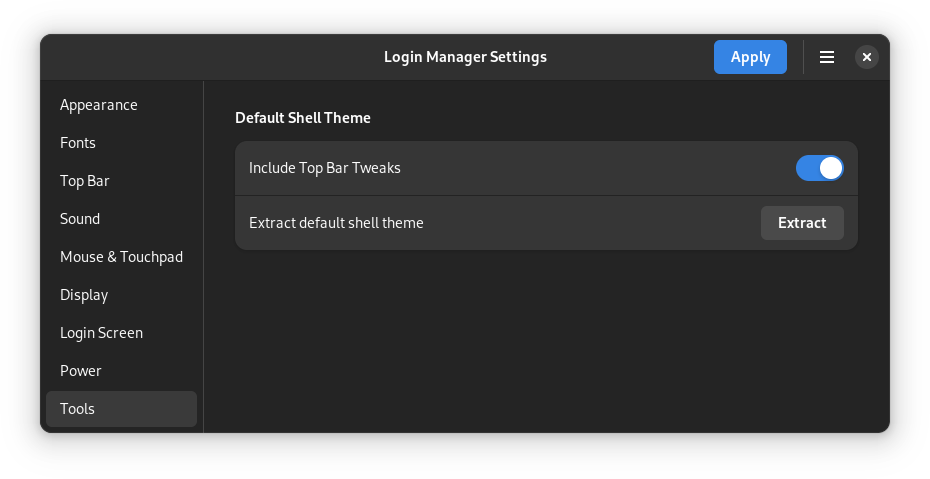 Login Manager Settings
Apply
Appearance
Fonts
Top Bar
Sound
Mouse & Touchpad
Display
Login Screen
Power
Tools
Default Shell Theme
Include Top Bar Tweaks
Extract default shell theme
Extract